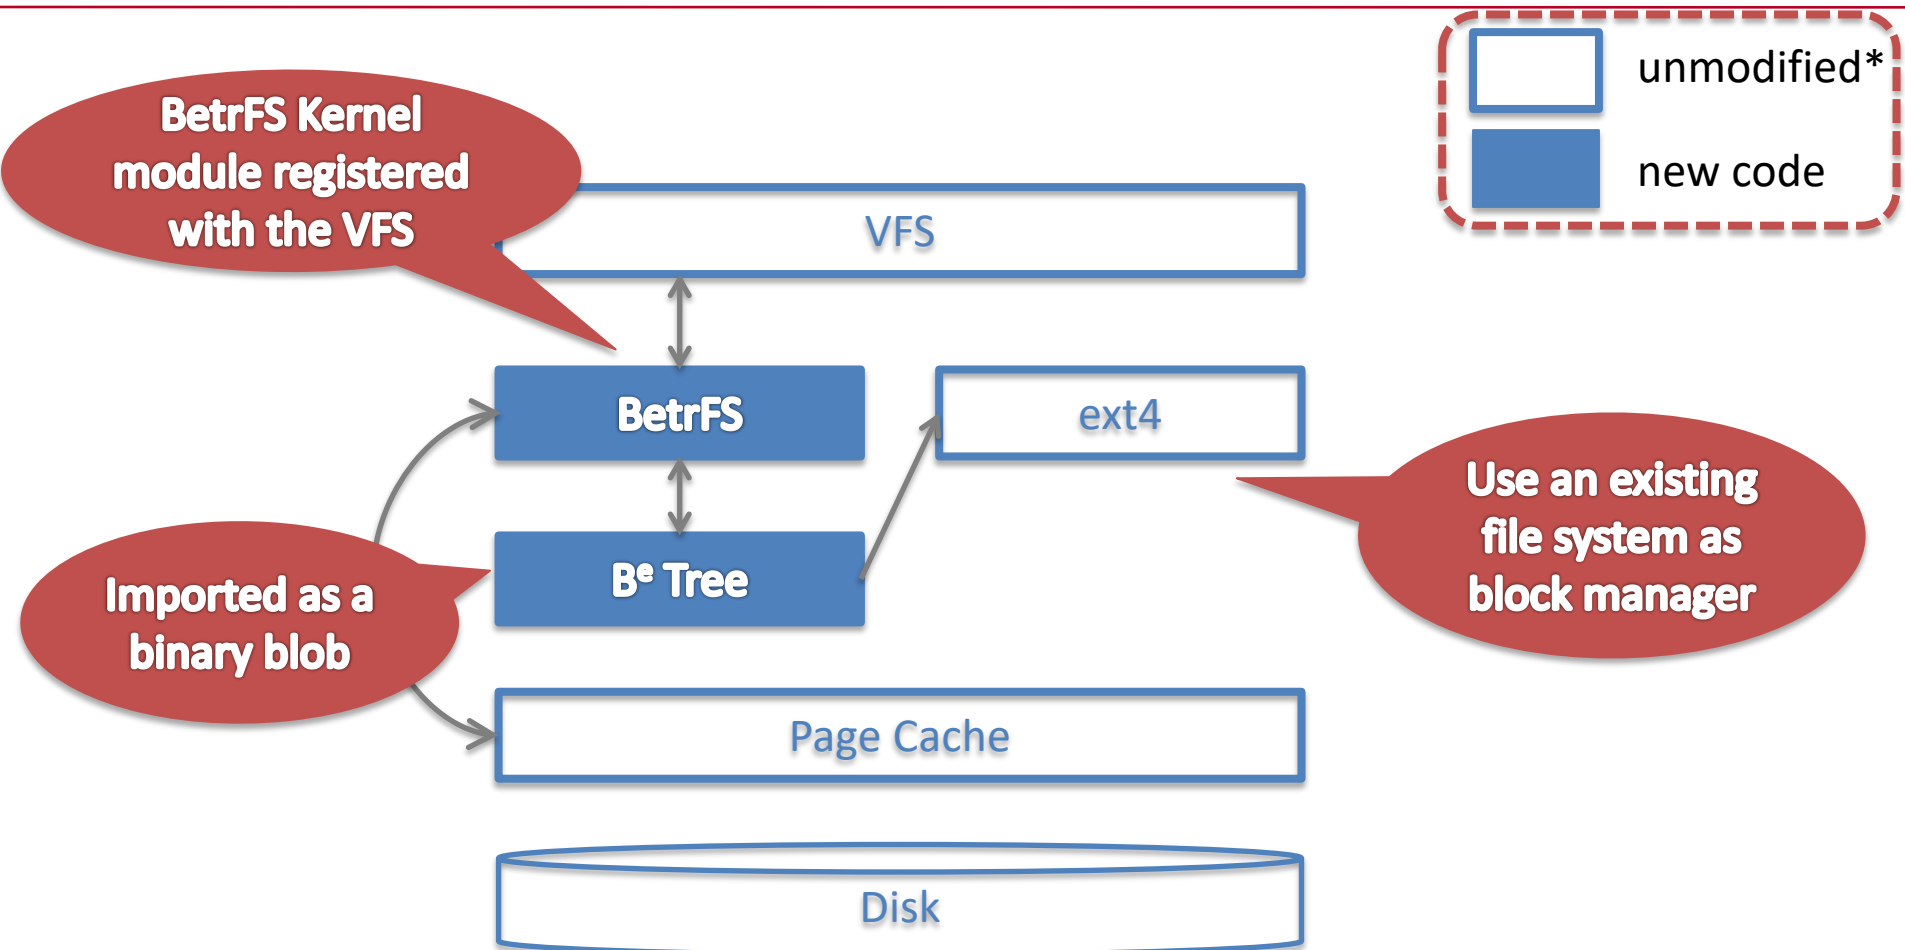 unmodified*
new code
BetrFS Kernel
module registered
with the VFS
VFS
BetrFS
ext4
Use an existing
file system as
block manager
Bᵉ Tree
Imported as a
binary blob
Page Cache
Disk